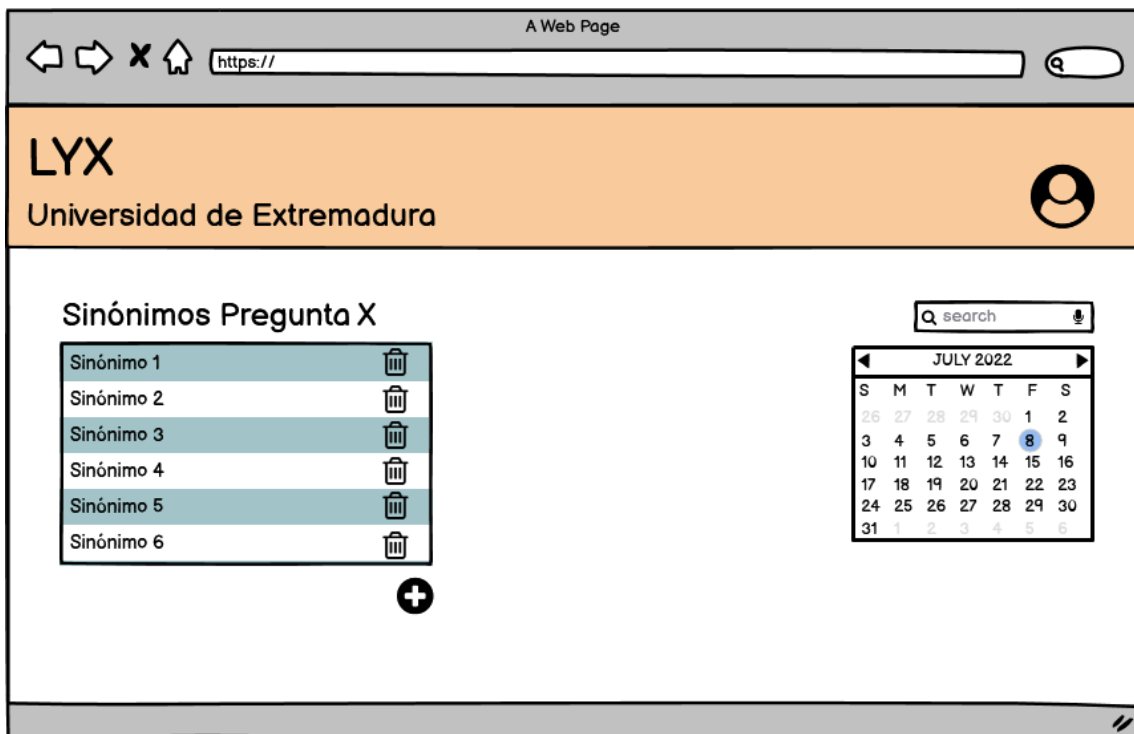 A Web Page
https://
LYX
Universidad de Extremadura
Sinónimos Pregunta X
Sinónimo 1
Sinónimo 2
Sinónimo 3
Sinónimo 4
Sinónimo 5
Sinónimo 6
search
JULY 2022
S M T W T F S
26 27 28 29 30 1 2
3 4 5 6 7 8 9
10 11 12 13 14 15 16
17 18 19 20 21 22 23
24 25 26 27 28 29 30
31 1 2 3 4 5 6